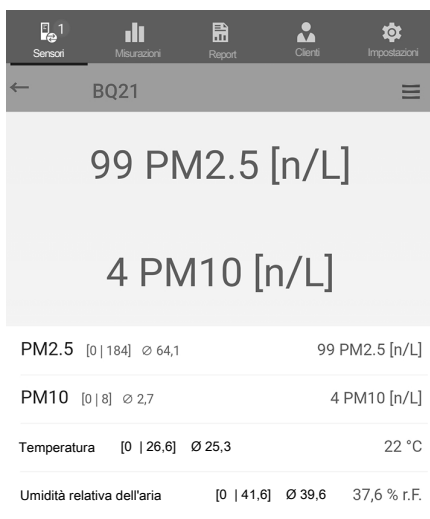 1
Sensori Misurazioni Report Clienti Impostazioni
← BQ21
99 PM2.5 [n/L]
4 PM10 [n/L]
PM2.5 [0 | 184] ∅ 64,1 99 PM2.5 [n/L]
PM10 [0 | 8] ∅ 2,7 4 PM10 [n/L]
Temperatura [0 | 26,6] Ø 25,3 22 °C
Umidità relativa dell'aria [0 | 41,6] Ø 39,6 37,6 % r.F.